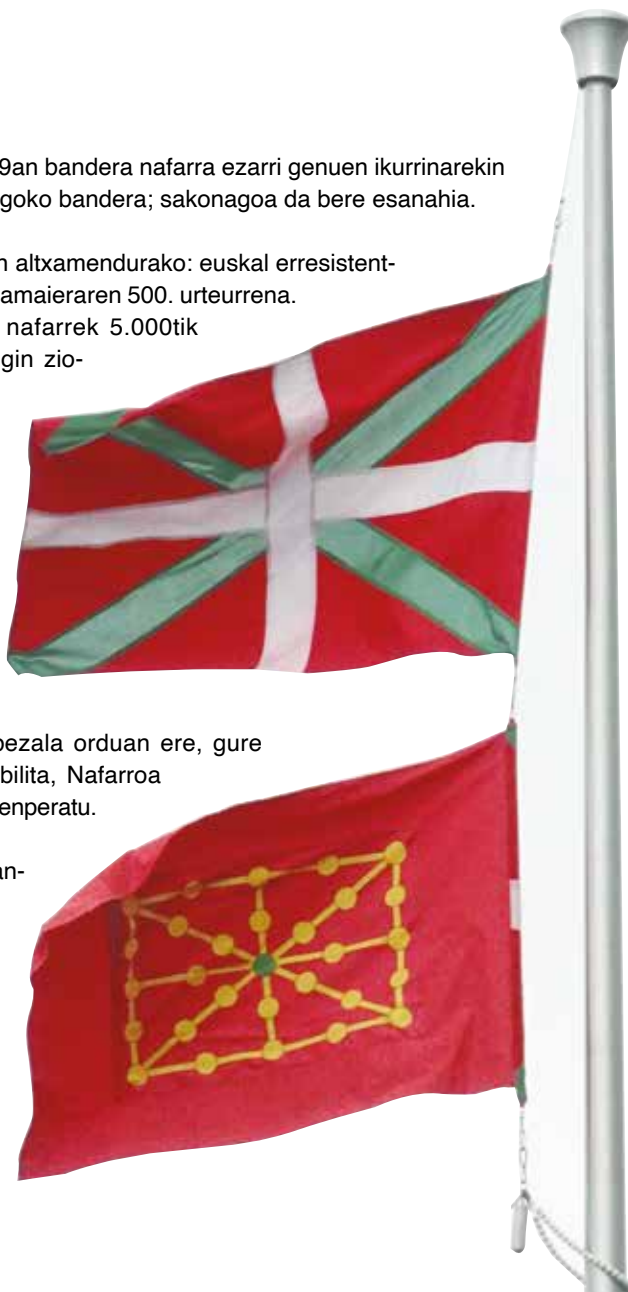 9an bandera nafarra ezarri genuen ikurrinarekin
goko bandera; sakonagoa da bere esanahia.
n altxamendurako: euskal erresistent-
amaieraren 500. urteurrena.
nafarrek 5.000tik
gin zio-
bezala orduan ere, gure
bilita, Nafarroa
enperatu.
an-